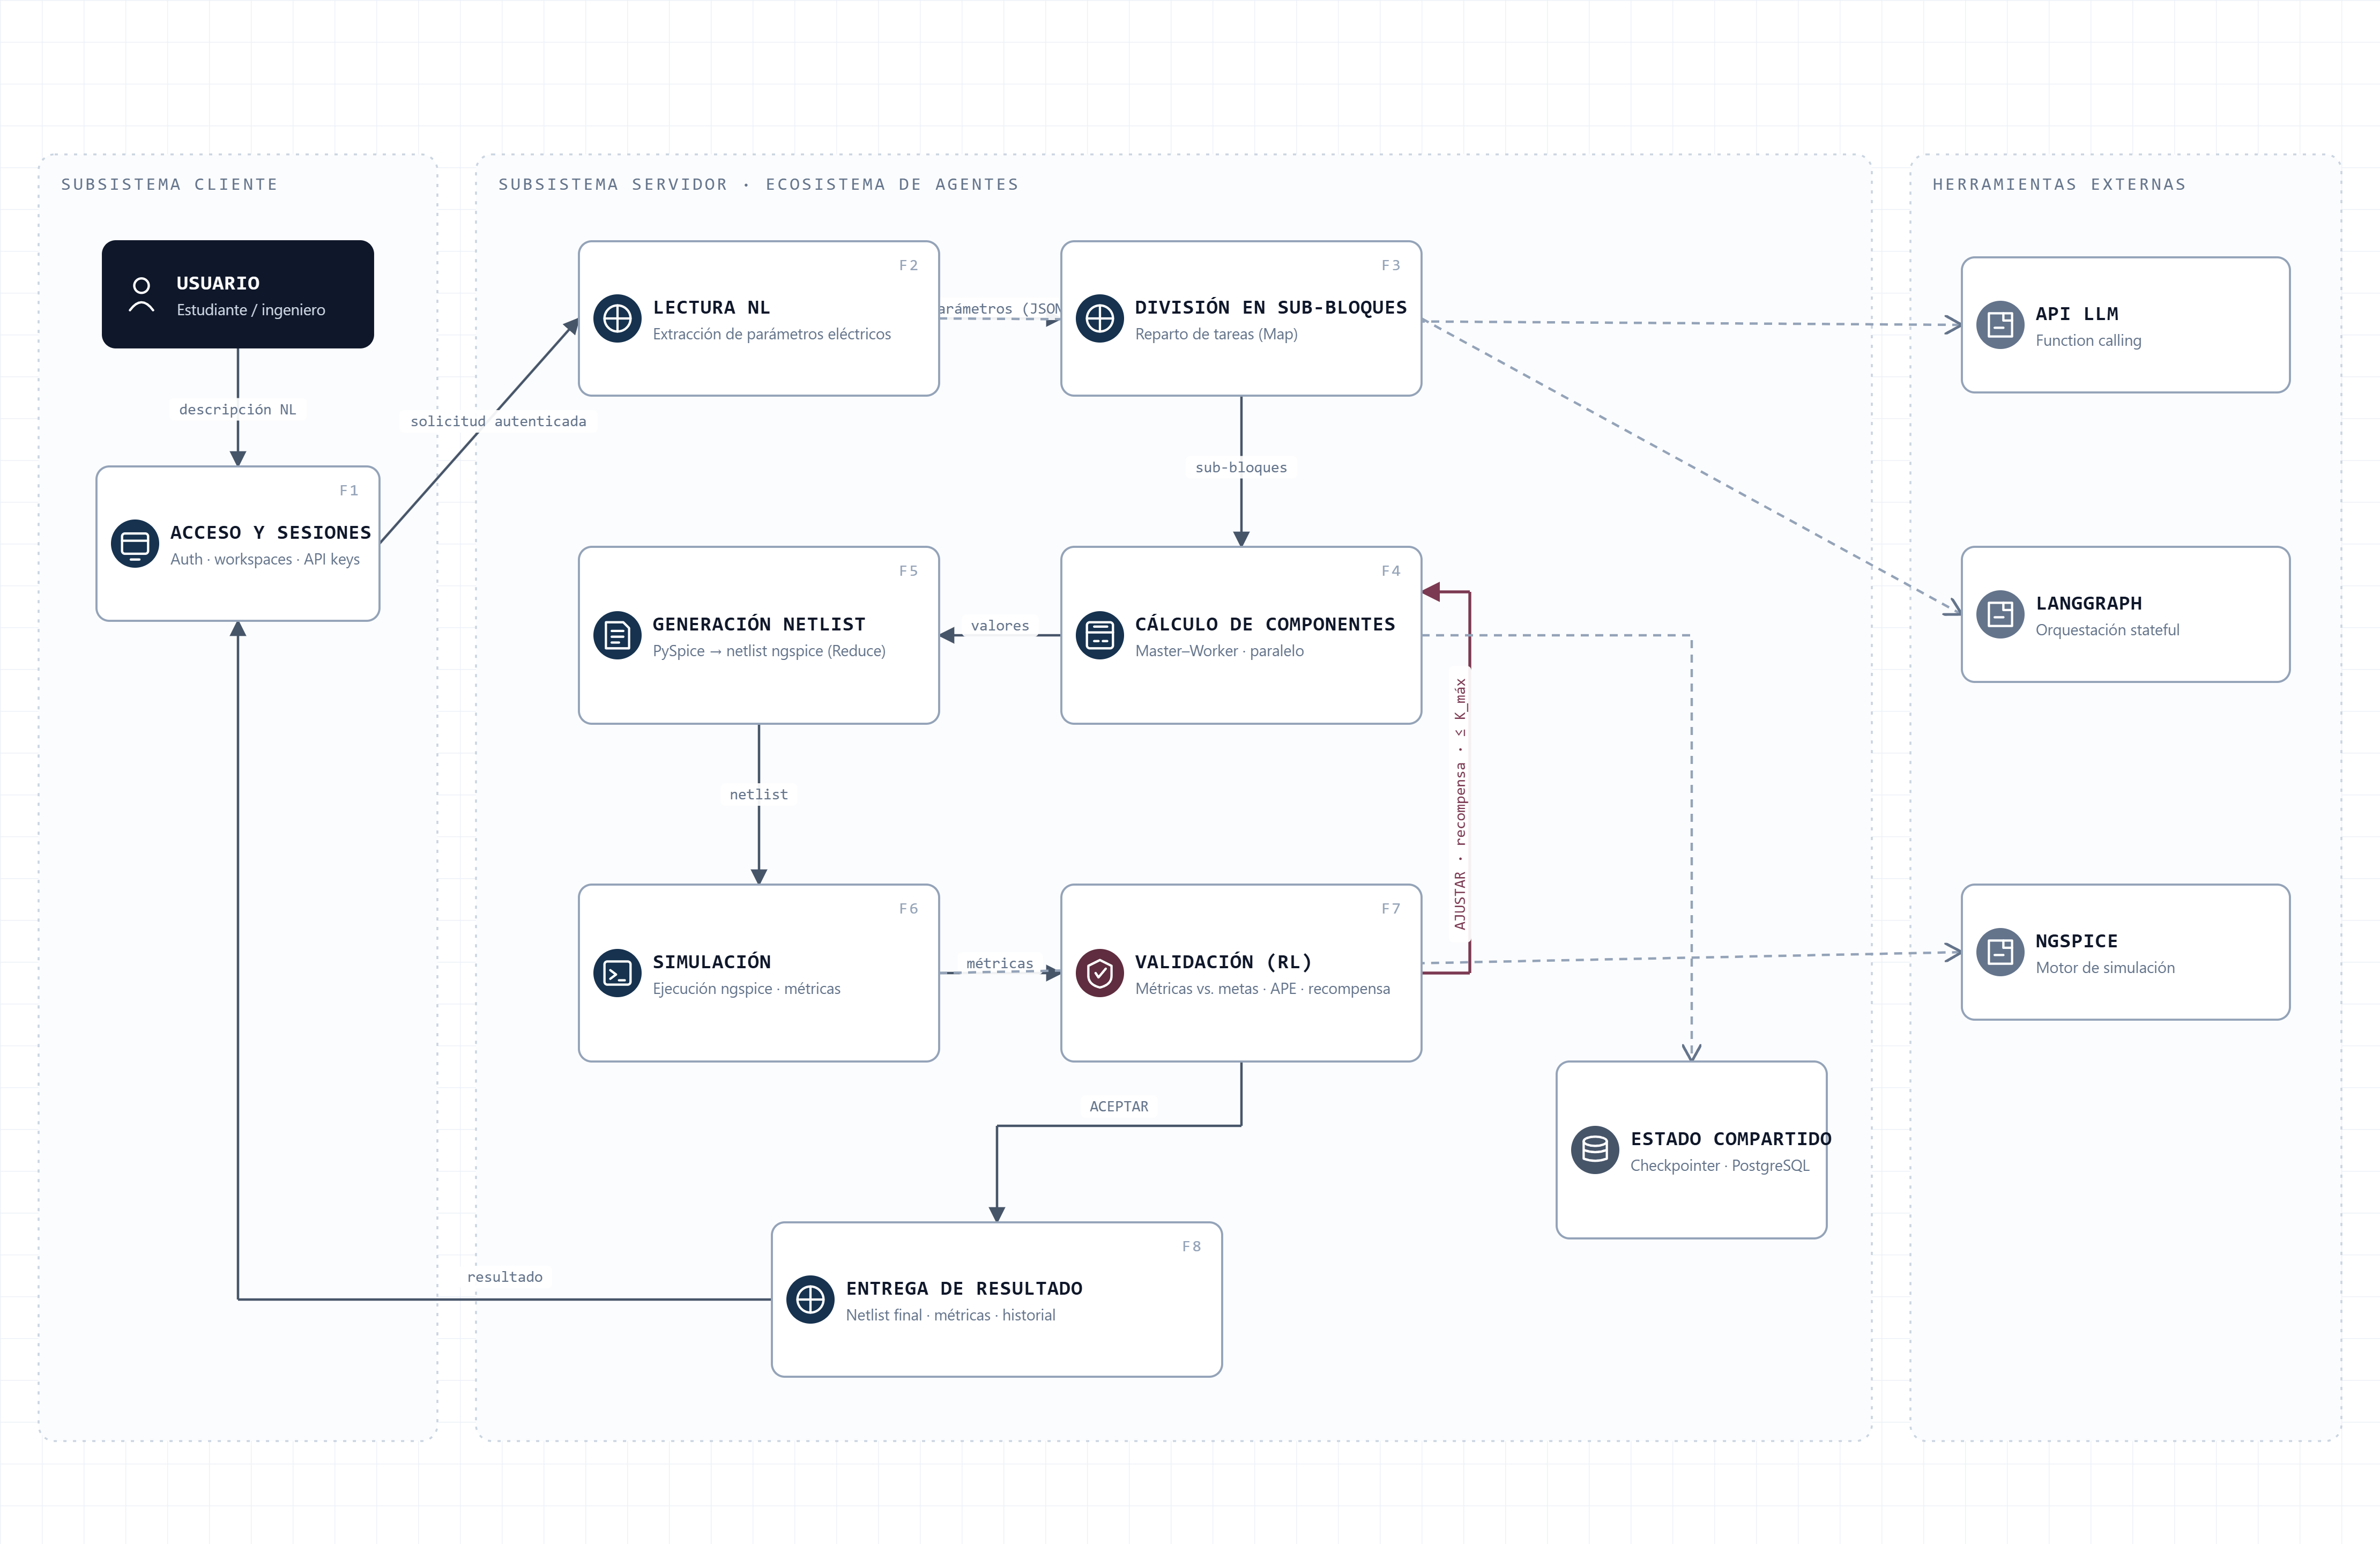 SUBSISTEMA CLIENTE
USUARIO
Estudiante / ingeniero
descripción NL
F1
ACCESO Y SESIONES
Auth · workspaces · API keys
solicitud autenticada
SUBSISTEMA SERVIDOR · ECOSISTEMA DE AGENTES
F2
LECTURA NL
Extracción de parámetros eléctricos
arámetros (JSON
F3
DIVISIÓN EN SUB-BLOQUES
Reparto de tareas (Map)
sub-bloques
F5
GENERACIÓN NETLIST
PySpice → netlist ngspice (Reduce)
valores
F4
CÁLCULO DE COMPONENTES
Master–Worker · paralelo
AJUSTAR · recompensa · ≤ K_máx
netlist
F6
SIMULACIÓN
Ejecución ngspice · métricas
métricas
F7
VALIDACIÓN (RL)
Métricas vs. metas · APE · recompensa
ACEPTAR
ESTADO COMPARTIDO
Checkpointer · PostgreSQL
resultado
F8
ENTREGA DE RESULTADO
Netlist final · métricas · historial
HERRAMIENTAS EXTERNAS
API LLM
Function calling
LANGGRAPH
Orquestación stateful
NGSPICE
Motor de simulación